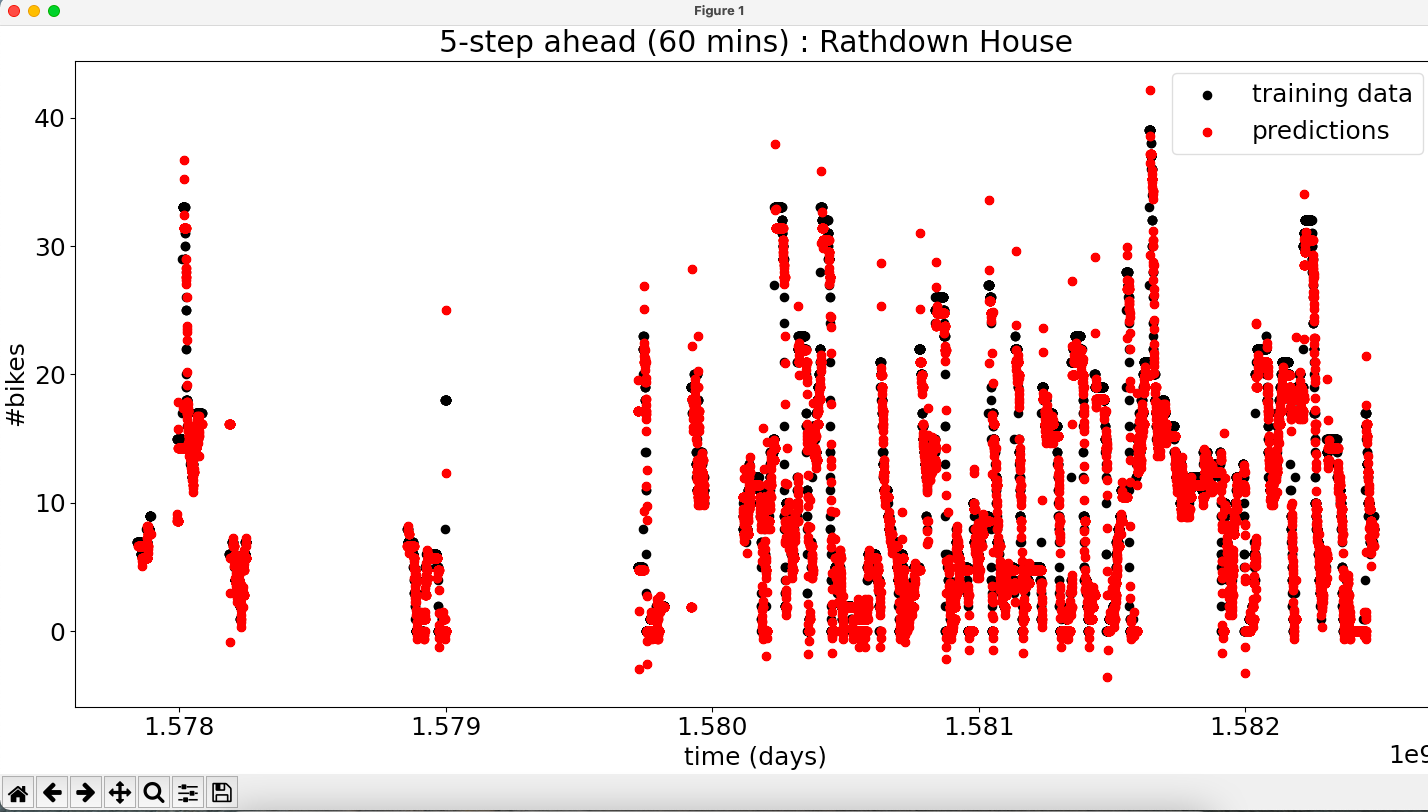 Figure 1
5-step ahead (60 mins) : Rathdown House
training data
predictions
40
30
20
10
0
#bikes
1.578 1.579 1.580 1.581 1.582
1e9
time (days)